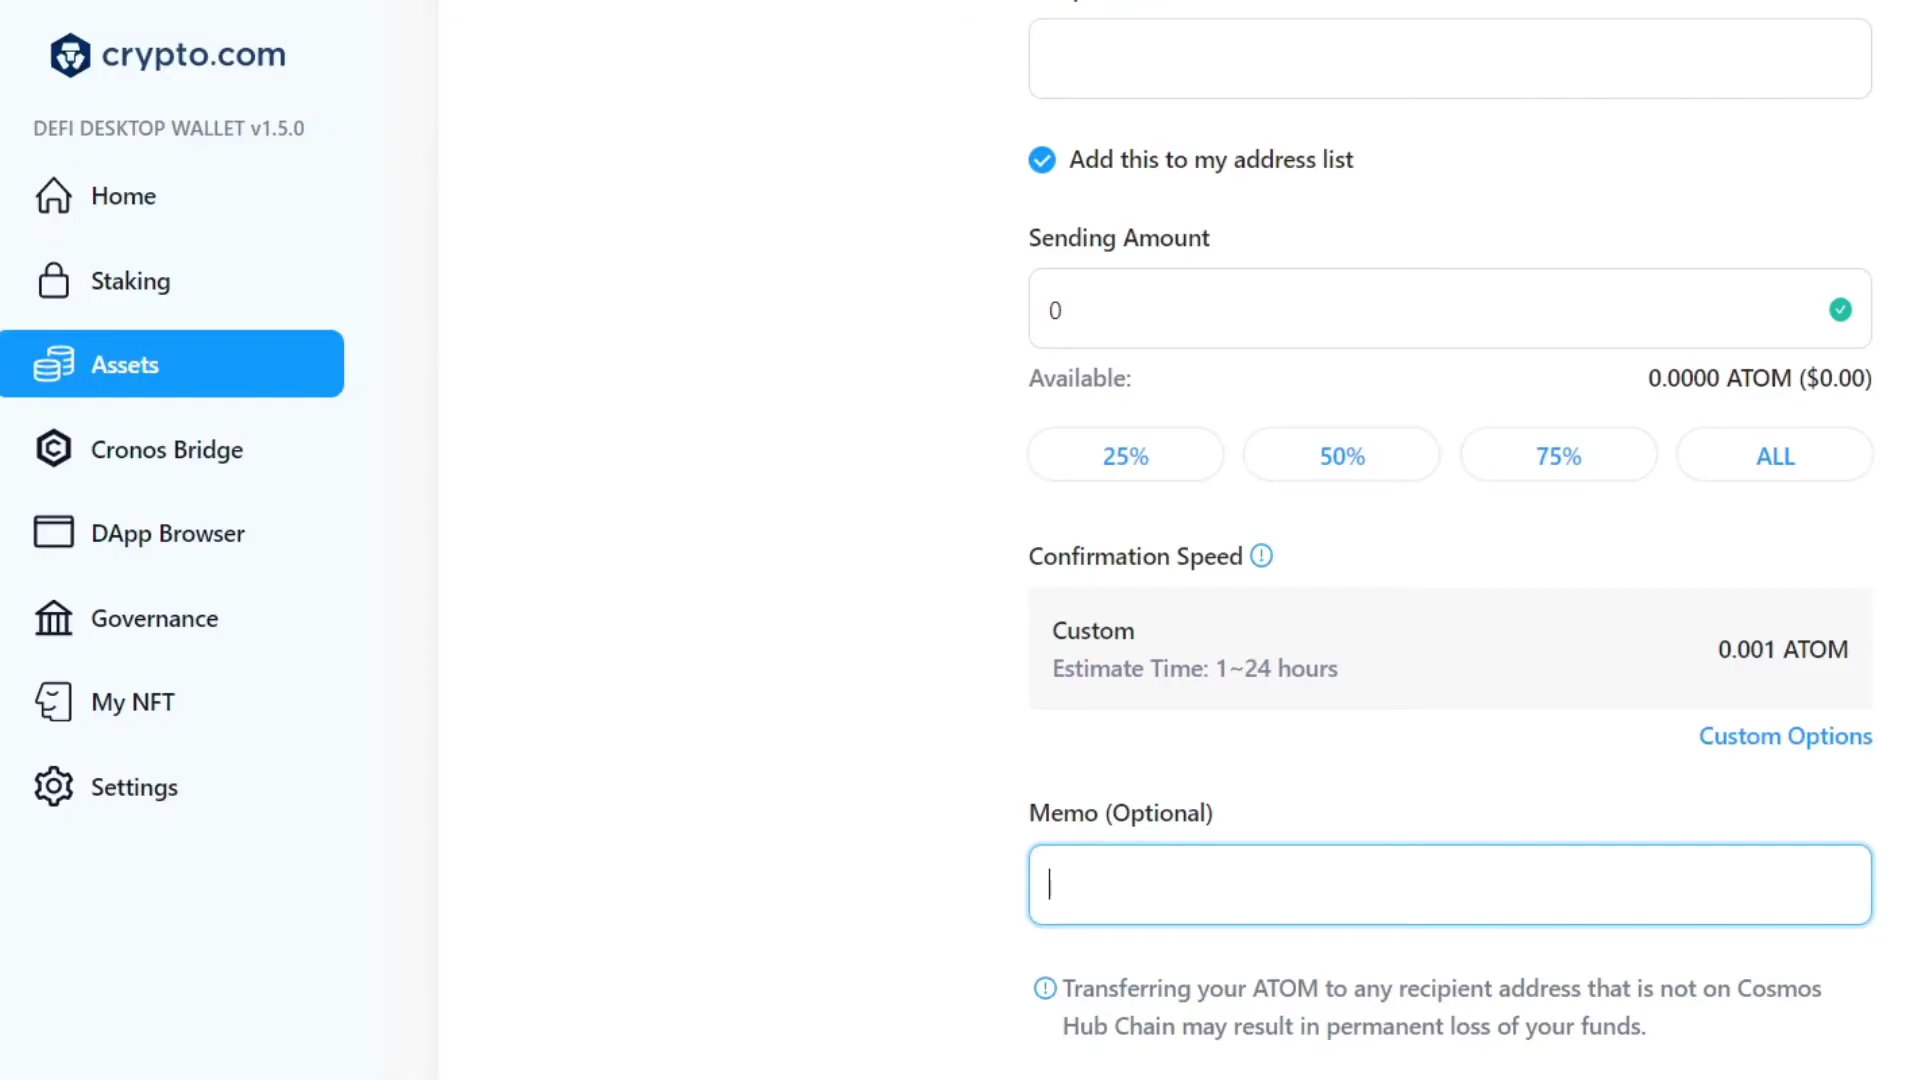 crypto.com
DEFI DESKTOP WALLET v1.5.0
Home
Staking
Assets
Cronos Bridge
DApp Browser
Governance
My NFT
Settings
Add this to my address list
Sending Amount
0
Available:
0.0000 ATOM ($0.00)
25%
50%
75%
ALL
Confirmation Speed
Custom
Estimate Time: 1~24 hours
0.001 ATOM
Custom Options
Memo (Optional)
Transferring your ATOM to any recipient address that is not on Cosmos
Hub Chain may result in permanent loss of your funds.